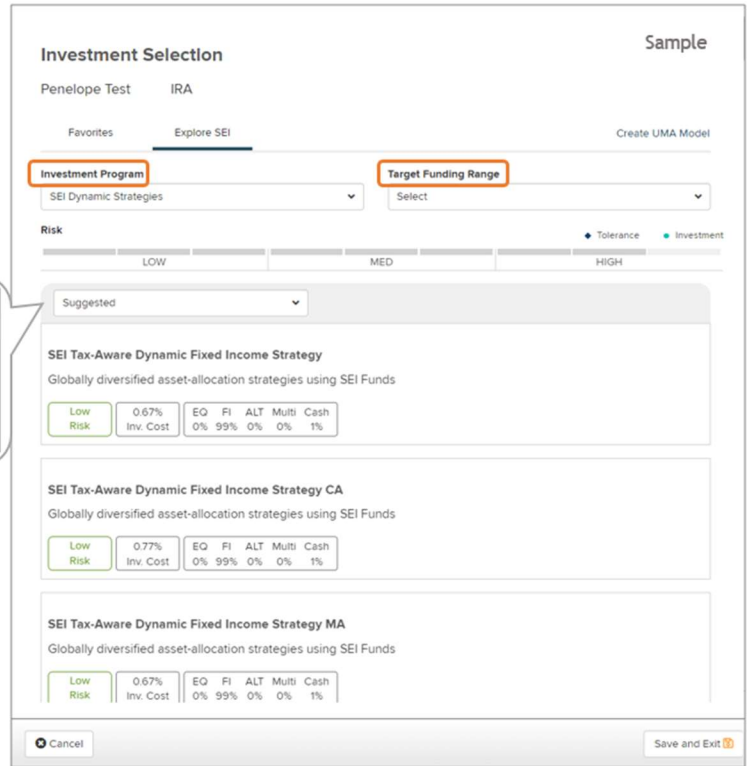 Sample
Investment Selection
Penelope Test IRA
Favorites Explore SEI Create UMA Model
Investment Program Target Funding Range
SEI Dynamic Strategies Select
Risk
Tolerance Investment
LOW MED HIGH
Suggested
SEI Tax-Aware Dynamic Fixed Income Strategy
Globally diversified asset-allocation strategies using SEI Funds
Low 0.67% EQ FI ALT Multi Cash
Risk Inv. Cost 0% 99% 0% 0% 1%
SEI Tax-Aware Dynamic Fixed Income Strategy CA
Globally diversified asset-allocation strategies using SEI Funds
Low 0.77% EQ FI ALT Multi Cash
Risk Inv. Cost 0% 99% 0% 0% 1%
SEI Tax-Aware Dynamic Fixed Income Strategy MA
Globally diversified asset-allocation strategies using SEI Funds
Low 0.67% EQ FI ALT Multi Cash
Risk Inv. Cost 0% 99% 0% 0% 1%
Cancel Save and Exit